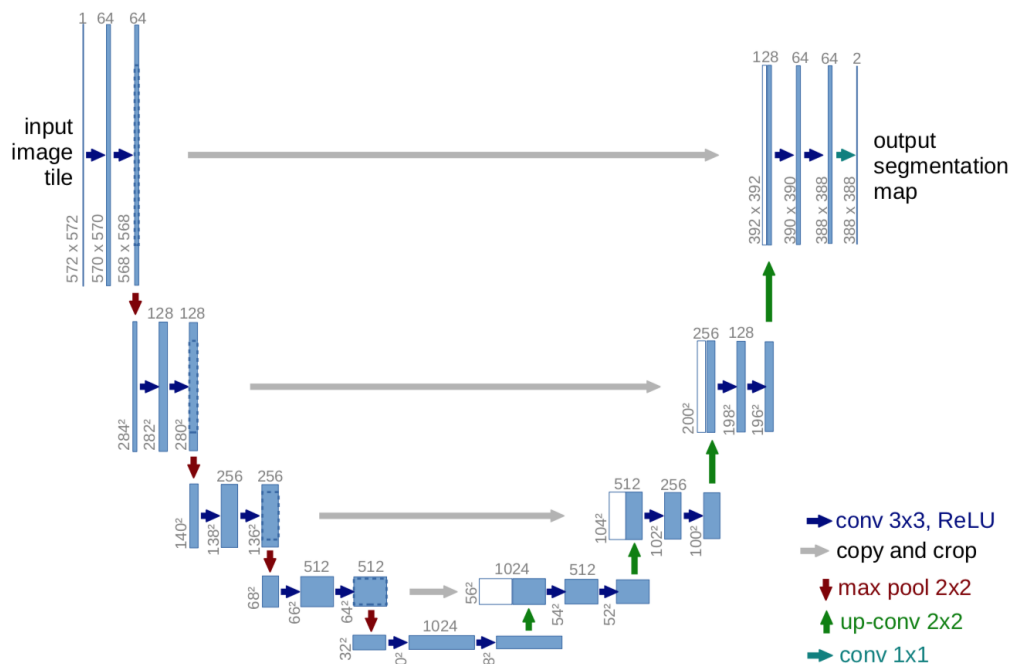 1 64 64
128 64 64 2
input
image
tile
output
segmentation
map
572 x 572
570 x 570
568 x 568
392 x 392
390 x 390
388 x 388
388 x 388
128 128
256 128
284²
282²
280²
200²
198²
196²
256 256
512 256
140²
138²
136²
104²
102²
100²
512 512
1024 512
68²
66²
64²
56²
54²
52²
1024
32²
conv 3x3, ReLU
copy and crop
max pool 2x2
up-conv 2x2
conv 1x1